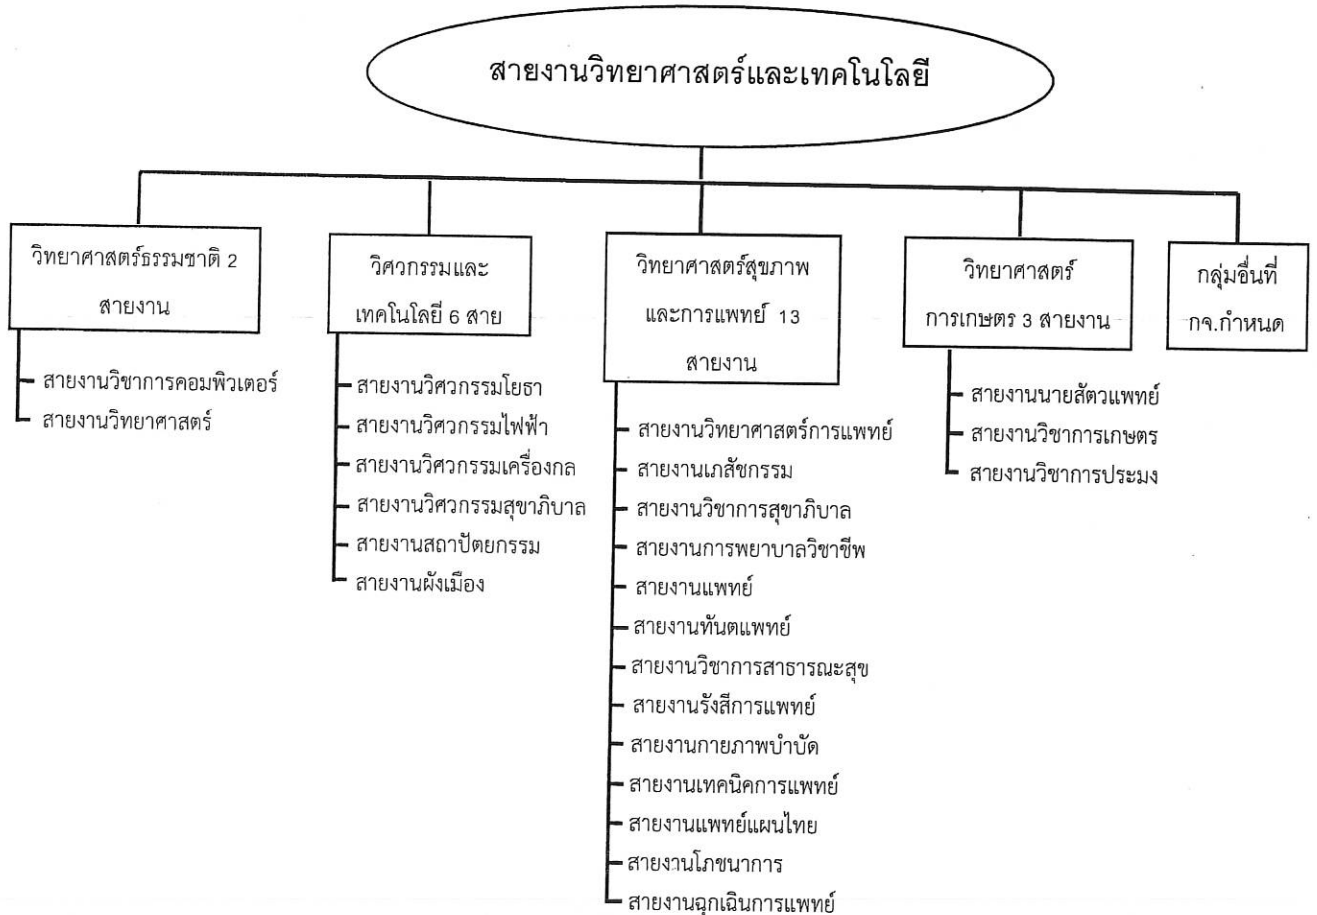 สายงานวิทยาศาสตร์และเทคโนโลยี
วิทยาศาสตร์ธรรมชาติ 2
สายงาน
สายงานวิชาการคอมพิวเตอร์
สายงานวิทยาศาสตร์
วิศวกรรมและ
เทคโนโลยี 6 สาย
สายงานวิศวกรรมโยธา
สายงานวิศวกรรมไฟฟ้า
สายงานวิศวกรรมเครื่องกล
สายงานวิศวกรรมสุขาภิบาล
สายงานสถาปัตยกรรม
สายงานผังเมือง
วิทยาศาสตร์สุขภาพ
และการแพทย์ 13
สายงาน
สายงานวิทยาศาสตร์การแพทย์
สายงานเภสัชกรรม
สายงานวิชาการสุขาภิบาล
สายงานการพยาบาลวิชาชีพ
สายงานแพทย์
สายงานทันตแพทย์
สายงานวิชาการสาธารณะสุข
สายงานรังสีการแพทย์
สายงานกายภาพบำบัด
สายงานเทคนิคการแพทย์
สายงานแพทย์แผนไทย
สายงานโภชนาการ
สายงานฉุกเฉินการแพทย์
วิทยาศาสตร์
การเกษตร 3 สายงาน
สายงานนายสัตวแพทย์
สายงานวิชาการเกษตร
สายงานวิชาการประมง
กลุ่มอื่นที่
กจ.กำหนด